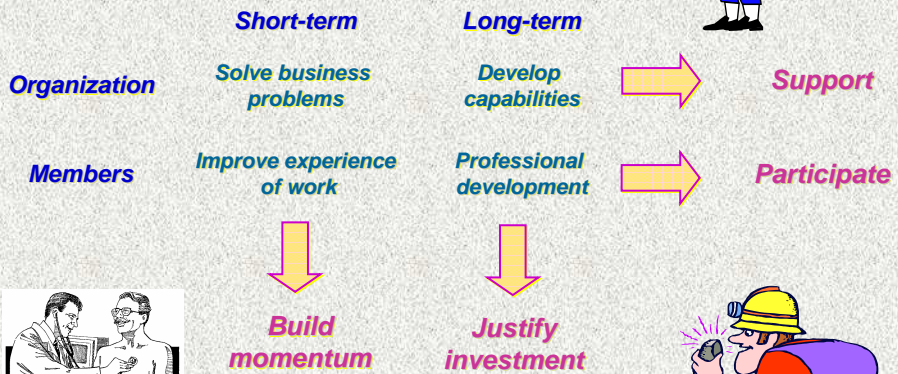 Short-term Long-term
Organization Solve business Develop Support
problems capabilities
Members Improve experience Professional Participate
of work development
Build Justify
momentum investment